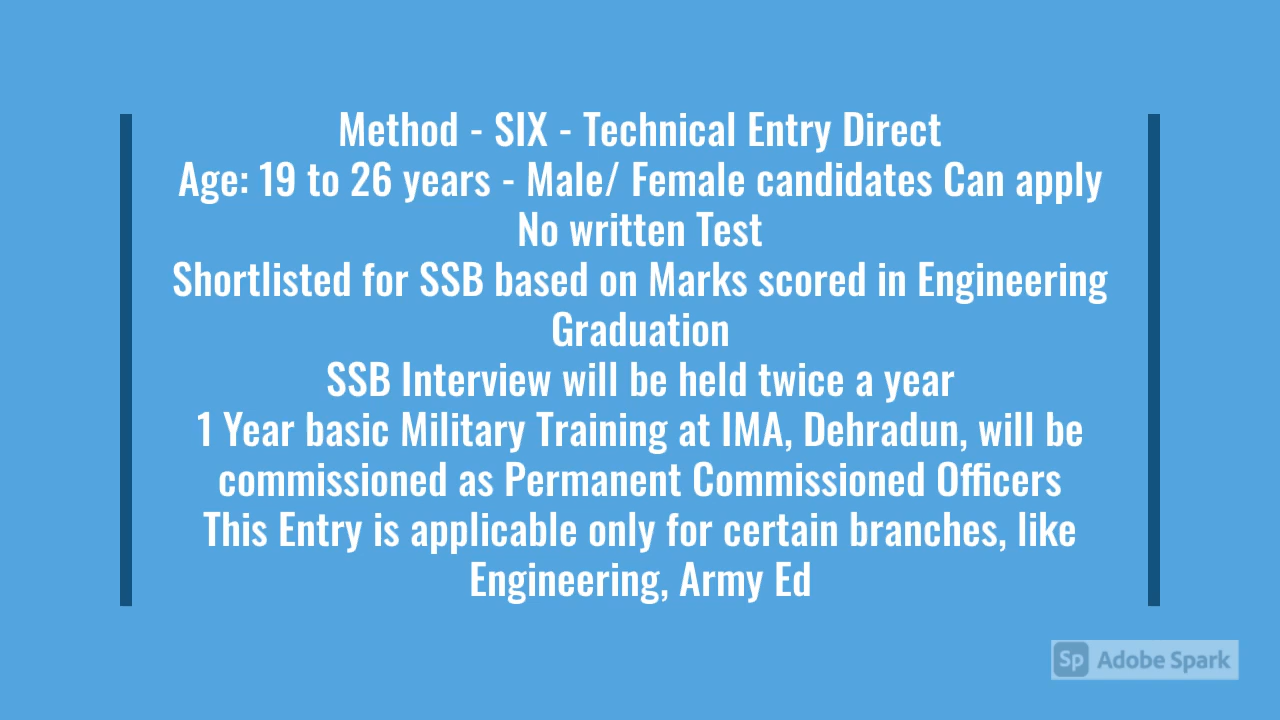 Method - SIX - Technical Entry Direct
Age: 19 to 26 years - Male/ Female candidates Can apply
No written Test
Shortlisted for SSB based on Marks scored in Engineering
Graduation
SSB Interview will be held twice a year
1 Year basic Military Training at IMA, Dehradun, will be
commissioned as Permanent Commissioned Officers
This Entry is applicable only for certain branches, like
Engineering, Army Ed
Sp Adobe Spark